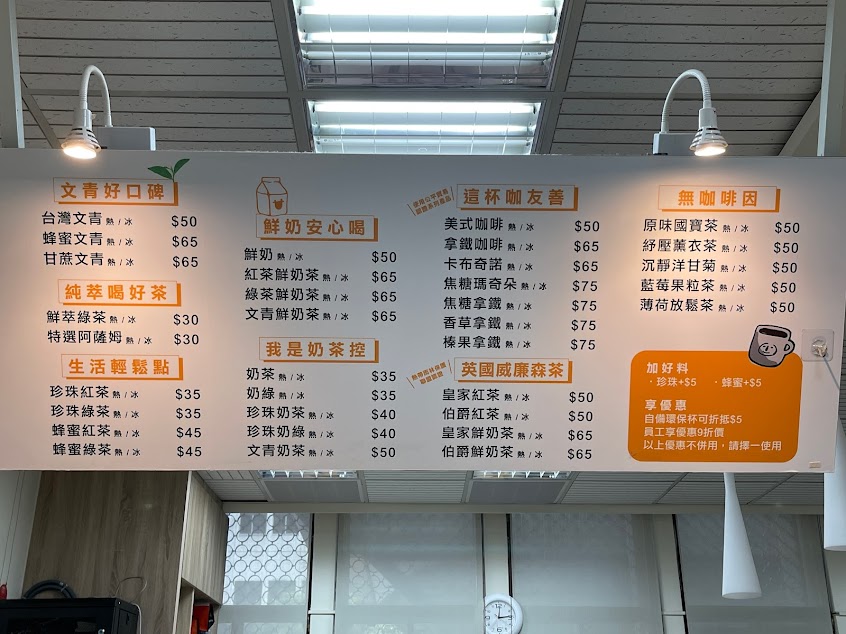 文青好口碑
台灣文青 熱/冰 $50
蜂蜜文青 熱/冰 $65
甘蔗文青 熱/冰 $65
純萃喝好茶
鮮萃綠茶 熱/冰 $30
特選阿薩姆 熱/冰 $30
生活輕鬆點
珍珠紅茶 熱/冰 $35
珍珠綠茶 熱/冰 $35
蜂蜜紅茶 熱/冰 $45
蜂蜜綠茶 熱/冰 $45
鮮奶安心喝
鮮奶 熱/冰 $50
紅茶鮮奶茶 熱/冰 $65
綠茶鮮奶茶 熱/冰 $65
文青鮮奶茶 熱/冰 $65
我是奶茶控
奶茶 熱/冰 $35
奶綠 熱/冰 $35
珍珠奶茶 熱/冰 $40
珍珠奶綠 熱/冰 $40
文青奶茶 熱/冰 $50
這杯咖友善
美式咖啡 熱/冰 $50
拿鐵咖啡 熱/冰 $65
卡布奇諾 熱/冰 $65
焦糖瑪奇朵 熱/冰 $75
焦糖拿鐵 熱/冰 $75
香草拿鐵 熱/冰 $75
榛果拿鐵 熱/冰 $75
英國威廉森茶
皇家紅茶 熱/冰 $50
伯爵紅茶 熱/冰 $50
皇家鮮奶茶 熱/冰 $65
伯爵鮮奶茶 熱/冰 $65
無咖啡因
原味國寶茶 熱/冰 $50
紓壓薰衣茶 熱/冰 $50
沉靜洋甘菊 熱/冰 $50
藍莓果粒茶 熱/冰 $50
薄荷放鬆茶 熱/冰 $50
加好料
·珍珠+$5 ·蜂蜜+$5
享優惠
自備環保杯可折抵$5
員工享優惠9折價
以上優惠不併用，請擇一使用